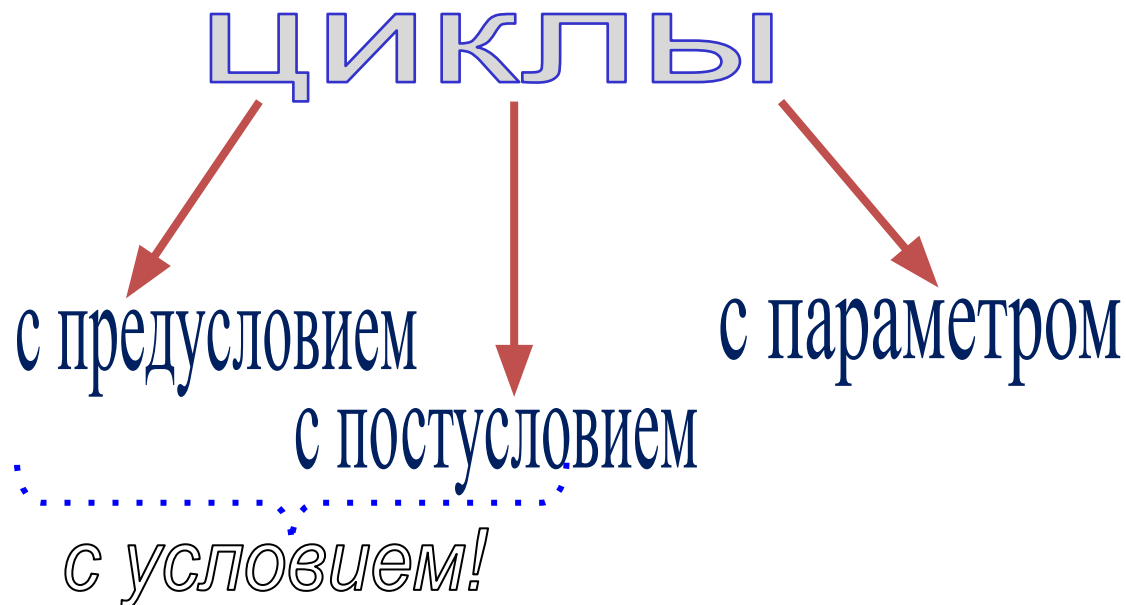 циклы
с предусловием
с параметром
с постусловием
с условием!